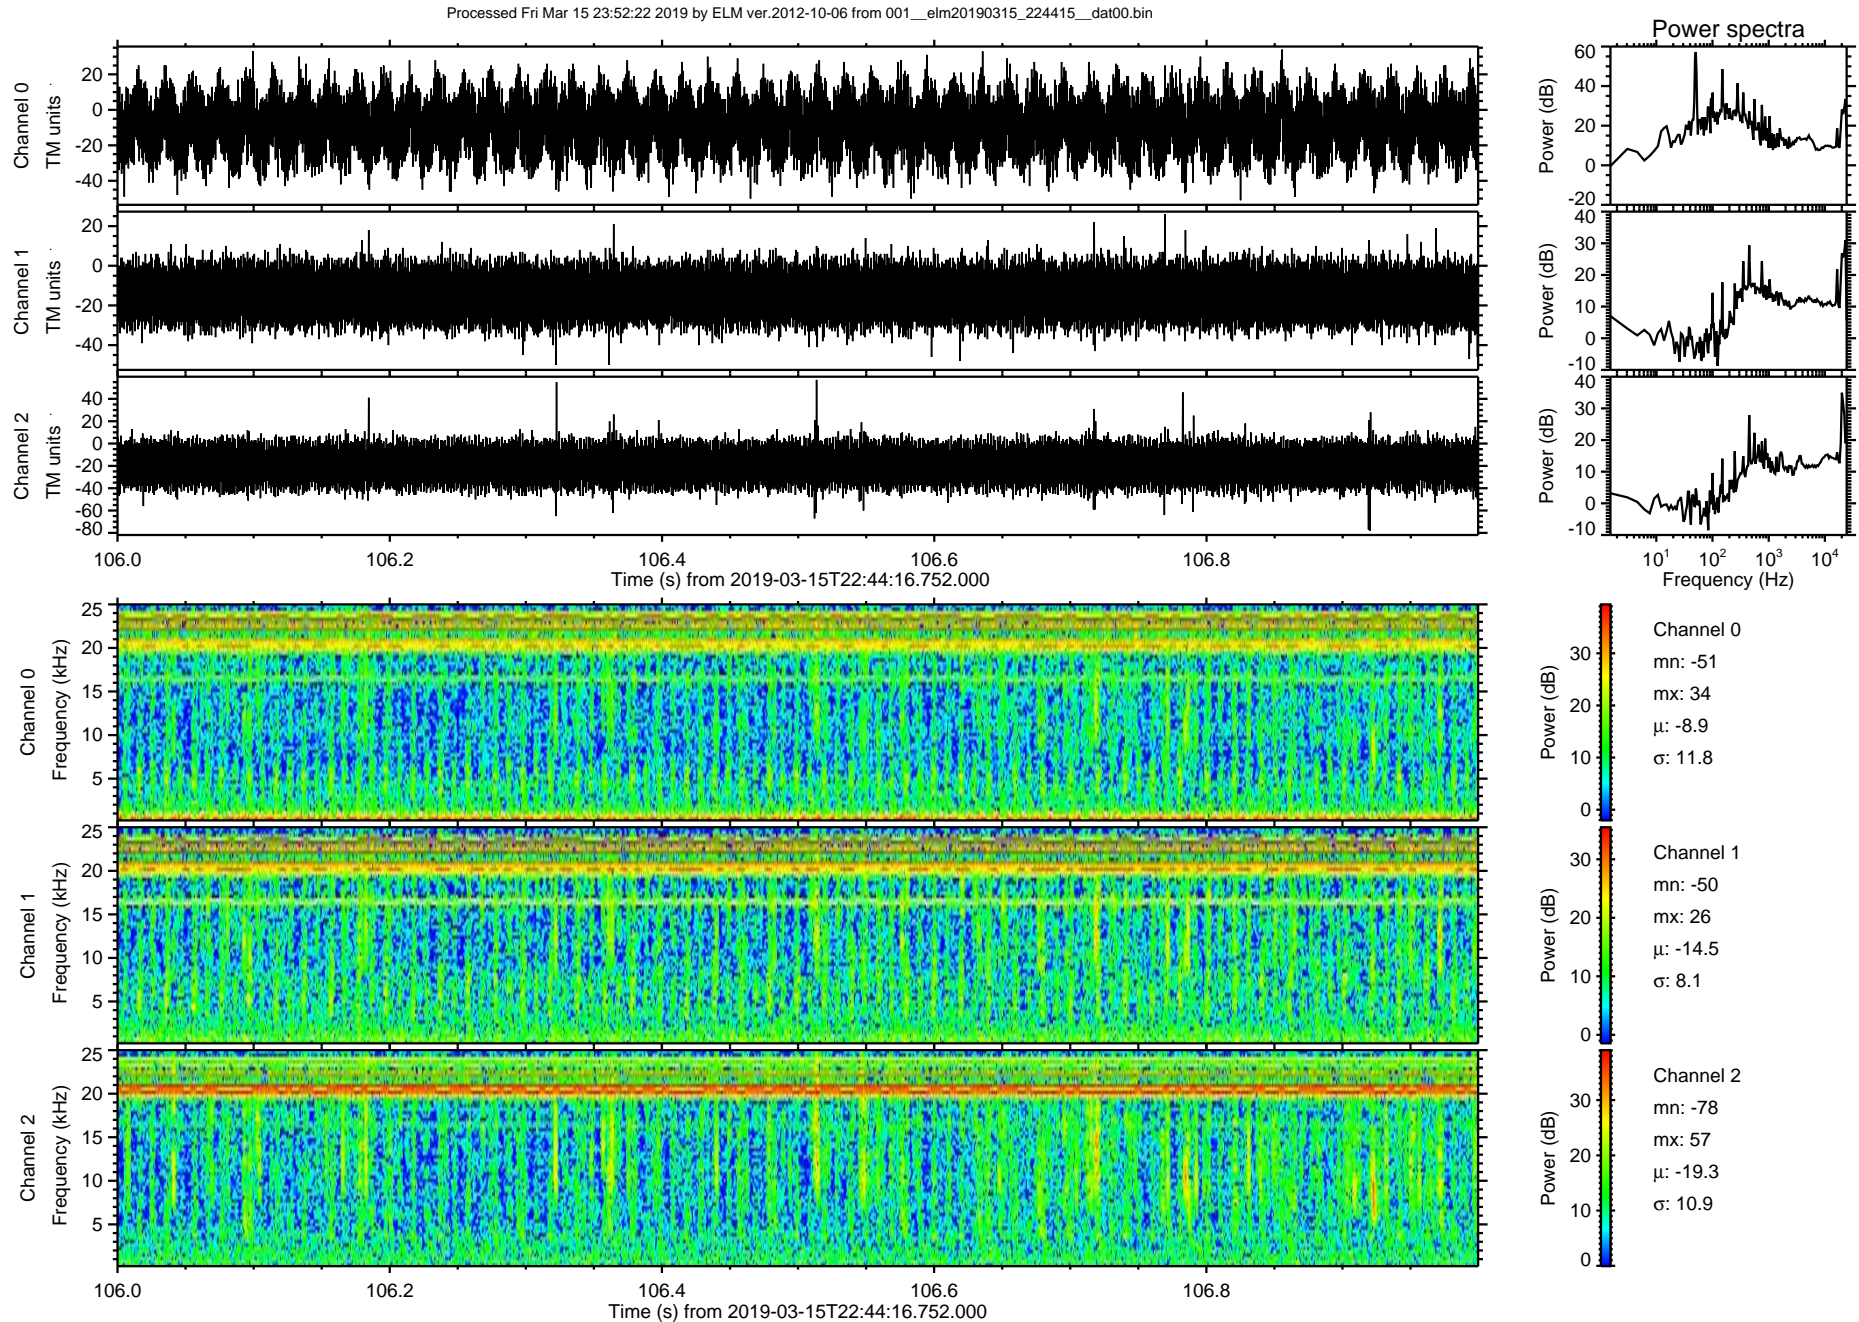 Processed Fri Mar 15 23:52:22 2019 by ELM ver.2012-10-06 from 001__elm20190315_224415__dat00.bin
Power spectra
Channel 0
TM units
20
0
-20
-40
Power (dB)
60
40
20
0
-20
Channel 1
TM units
20
0
-20
-40
Power (dB)
40
30
20
10
0
-10
Channel 2
TM units
40
20
0
-20
-40
-60
-80
Power (dB)
40
30
20
10
0
-10
106.0 106.2 106.4 106.6 106.8
Time (s) from 2019-03-15T22:44:16.752.000
10¹ 10² 10³ 10⁴
Frequency (Hz)
Channel 0
Frequency (kHz)
25
20
15
10
5
Power (dB)
30
20
10
0
Channel 0
mn: -51
mx: 34
µ: -8.9
σ: 11.8
Channel 1
Frequency (kHz)
25
20
15
10
5
Power (dB)
30
20
10
0
Channel 1
mn: -50
mx: 26
µ: -14.5
σ: 8.1
Channel 2
Frequency (kHz)
25
20
15
10
5
Power (dB)
30
20
10
0
Channel 2
mn: -78
mx: 57
µ: -19.3
σ: 10.9
106.0 106.2 106.4 106.6 106.8
Time (s) from 2019-03-15T22:44:16.752.000